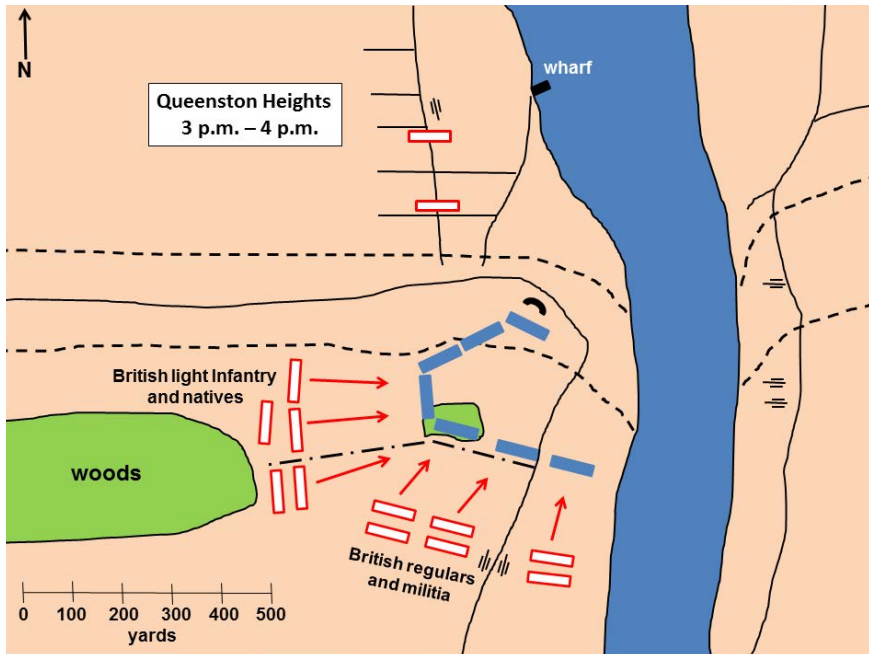 N
wharf
Queenston Heights
3 p.m. – 4 p.m.
British light Infantry
and natives
woods
British regulars
and militia
0 100 200 300 400 500
yards